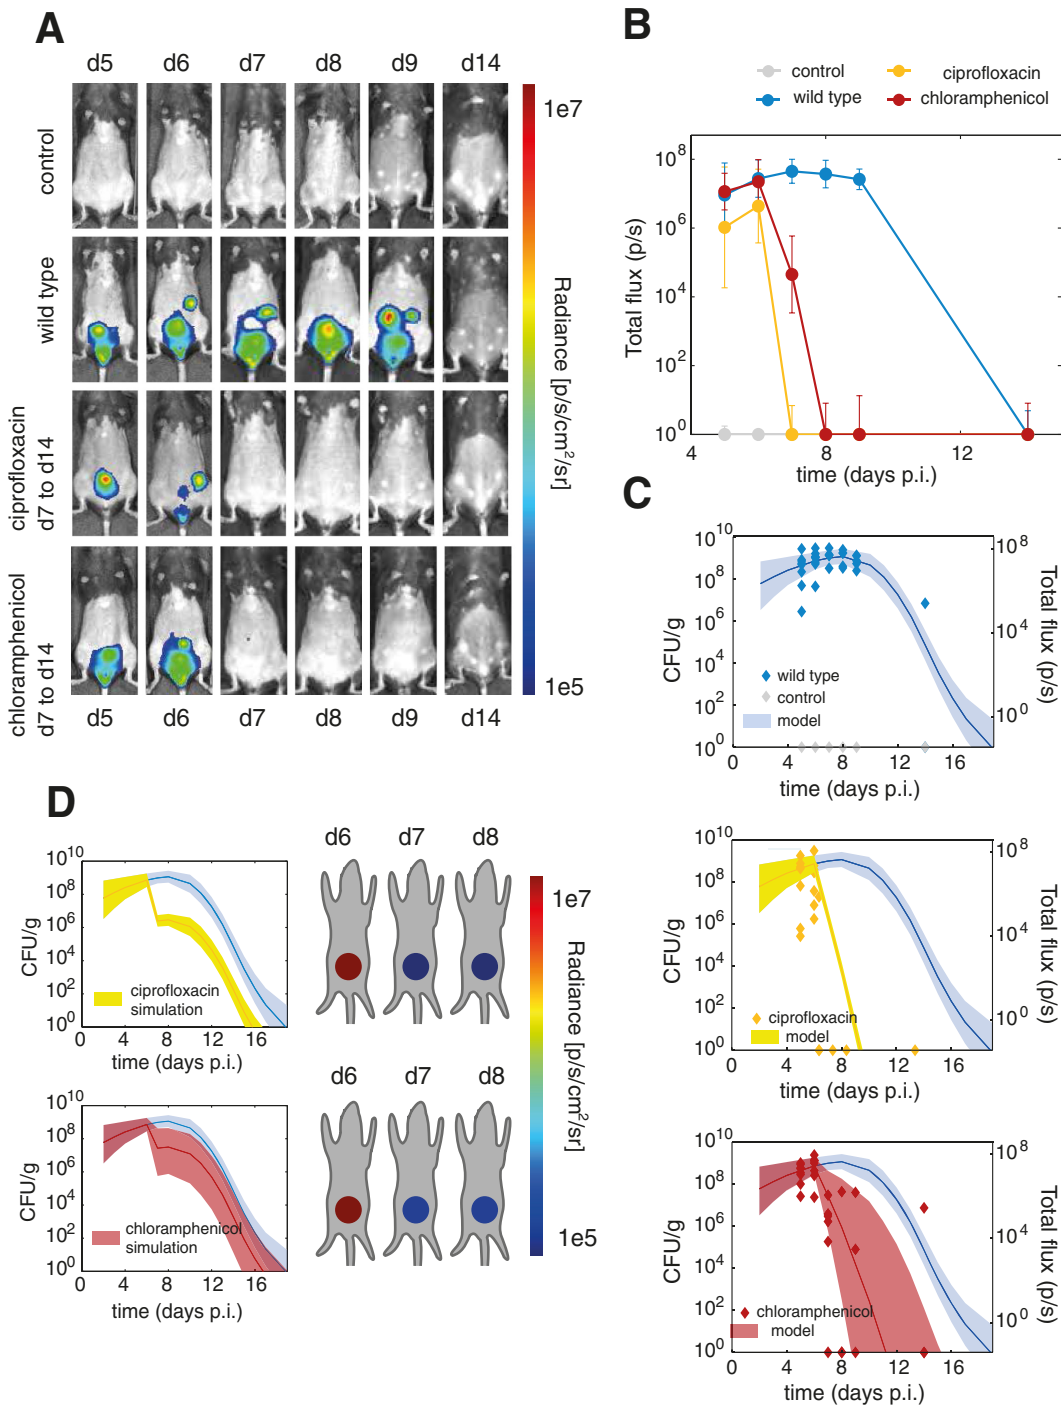 A
d5 d6 d7 d8 d9 d14
control
wild type
ciprofloxacin
d7 to d14
chloramphenicol
d7 to d14
d5 d6 d7 d8 d9 d14
1e7
Radiance [p/s/cm²/sr]
1e5
B
control
ciprofloxacin
wild type
chloramphenicol
Total flux (p/s)
10⁸
10⁶
10⁴
10²
10⁰
4 8 12
time (days p.i.)
C
CFU/g
10¹⁰
10⁸
10⁶
10⁴
10²
10⁰
wild type
control
model
10⁸
10⁴
10⁰
Total flux (p/s)
0 4 8 12 16
time (days p.i.)
CFU/g
10¹⁰
10⁸
10⁶
10⁴
10²
10⁰
ciprofloxacin
model
10⁸
10⁴
10⁰
Total flux (p/s)
0 4 8 12 16
time (days p.i.)
CFU/g
10¹⁰
10⁸
10⁶
10⁴
10²
10⁰
chloramphenicol
model
10⁸
10⁴
10⁰
Total flux (p/s)
0 4 8 12 16
time (days p.i.)
D
CFU/g
10¹⁰
10⁸
10⁶
10⁴
10²
10⁰
ciprofloxacin
simulation
0 6 12 18
time (days p.i.)
d6 d7 d8
CFU/g
10¹⁰
10⁸
10⁶
10⁴
10²
10⁰
chloramphenicol
simulation
0 4 8 12 16
time (days p.i.)
d6 d7 d8
1e7
Radiance [p/s/cm²/sr]
1e5